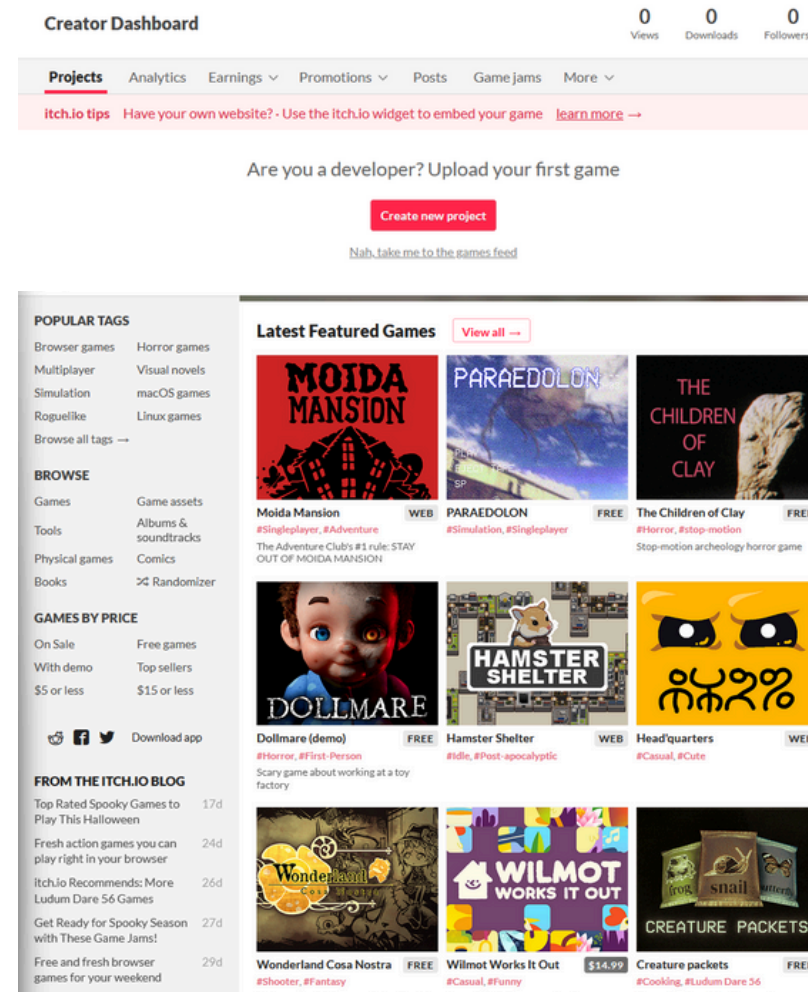 Creator Dashboard
0 0 0
Views Downloads Followers
Projects Analytics Earnings Promotions Posts Game jams More
itch.io tips Have your own website? · Use the itch.io widget to embed your game learn more →
Are you a developer? Upload your first game
Create new project
Nah, take me to the games feed
POPULAR TAGS
Browser games Horror games
Multiplayer Visual novels
Simulation macOS games
Roguelike Linux games
Browse all tags →
BROWSE
Games Game assets
Tools Albums & soundtracks
Physical games Comics
Books Randomizer
GAMES BY PRICE
On Sale Free games
With demo Top sellers
$5 or less $15 or less
Download app
FROM THE ITCH.IO BLOG
Top Rated Spooky Games to 17d
Play This Halloween
Fresh action games you can 24d
play right in your browser
itch.io Recommends: More 26d
Ludum Dare 56 Games
Get Ready for Spooky Season 27d
with These Game Jams!
Free and fresh browser 29d
games for your weekend
Latest Featured Games View all →
MOIDA
MANSION
PARAEDOLON
PLAY
SP
THE
CHILDREN
OF
CLAY
Moida Mansion WEB
#Singleplayer, #Adventure
The Adventure Club's #1 rule: STAY
OUT OF MOIDA MANSION
PARAEDOLON FREE
#Simulation, #Singleplayer
The Children of Clay FREE
#Horror, #stop-motion
Stop-motion archeology horror game
DOLLMARE
HAMSTER
SHELTER
Dollmare (demo) FREE
#Horror, #First-Person
Scary game about working at a toy
factory
Hamster Shelter WEB
#Idle, #Post-apocalyptic
Head'quarters WEB
#Casual, #Cute
Wonderland
Cosa Nostra
WILMOT
WORKS IT OUT
frog snail butterfly
CREATURE PACKETS
Wonderland Cosa Nostra FREE
#Shooter, #Fantasy
Wilmot Works It Out $14.99
#Casual, #Funny
Creature packets FREE
#Cooking, #Ludum Dare 56